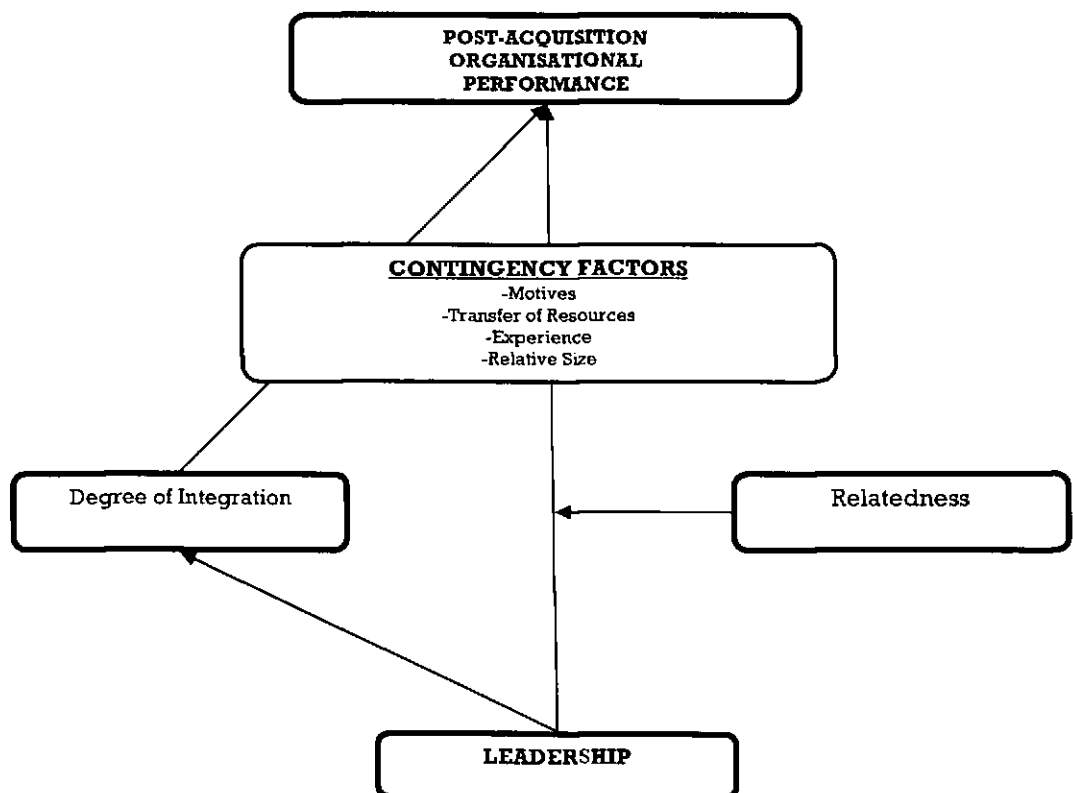 POST-ACQUISITION
ORGANISATIONAL
PERFORMANCE
CONTINGENCY FACTORS
-Motives
-Transfer of Resources
-Experience
-Relative Size
Degree of Integration
Relatedness
LEADERSHIP